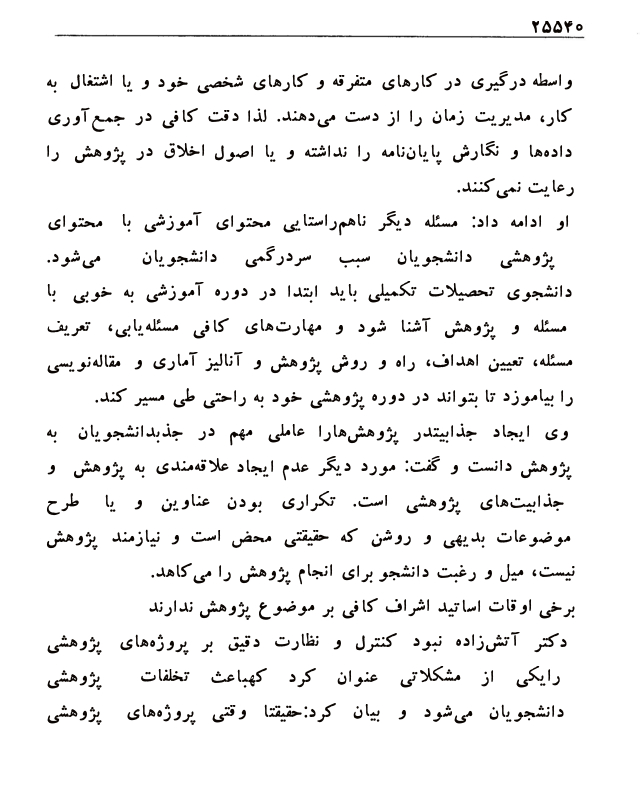 ۲۵۵۴۰
واسطه درگیری در کارهای متفرقه و کارهای شخصی خود و یا اشتغال به
کار، مدیریت زمان را از دست می‌دهند. لذا دقت کافی در جمع‌آوری
داده‌ها و نگارش پایان‌نامه را نداشته و یا اصول اخلاق در پژوهش را
رعایت نمی‌کنند.
او ادامه داد: مسئله دیگر ناهم‌راستایی محتوای آموزشی با محتوای
پژوهشی دانشجویان سبب سردرگمی دانشجویان می‌شود.
دانشجوی تحصیلات تکمیلی باید ابتدا در دوره آموزشی به خوبی با
مسئله و پژوهش آشنا شود و مهارت‌های کافی مسئله‌یابی، تعریف
مسئله، تعیین اهداف، راه و روش پژوهش و آنالیز آماری و مقاله‌نویسی
را بیاموزد تا بتواند در دوره پژوهشی خود به راحتی طی مسیر کند.
وی ایجاد جذابیتدر پژوهش‌هارا عاملی مهم در جذبدانشجویان به
پژوهش دانست و گفت: مورد دیگر عدم ایجاد علاقه‌مندی به پژوهش و
جذابیت‌های پژوهشی است. تکراری بودن عناوین و یا طرح
موضوعات بدیهی و روشن که حقیقتی محض است و نیازمند پژوهش
نیست، میل و رغبت دانشجو برای انجام پژوهش را می‌کاهد.
برخی اوقات اساتید اشراف کافی بر موضوع پژوهش ندارند
دکتر آتش‌زاده نبود کنترل و نظارت دقیق بر پروژه‌های پژوهشی
رایکی از مشکلاتی عنوان کرد کهباعث تخلفات پژوهشی
دانشجویان می‌شود و بیان کرد:حقیقتا وقتی پروژه‌های پژوهشی